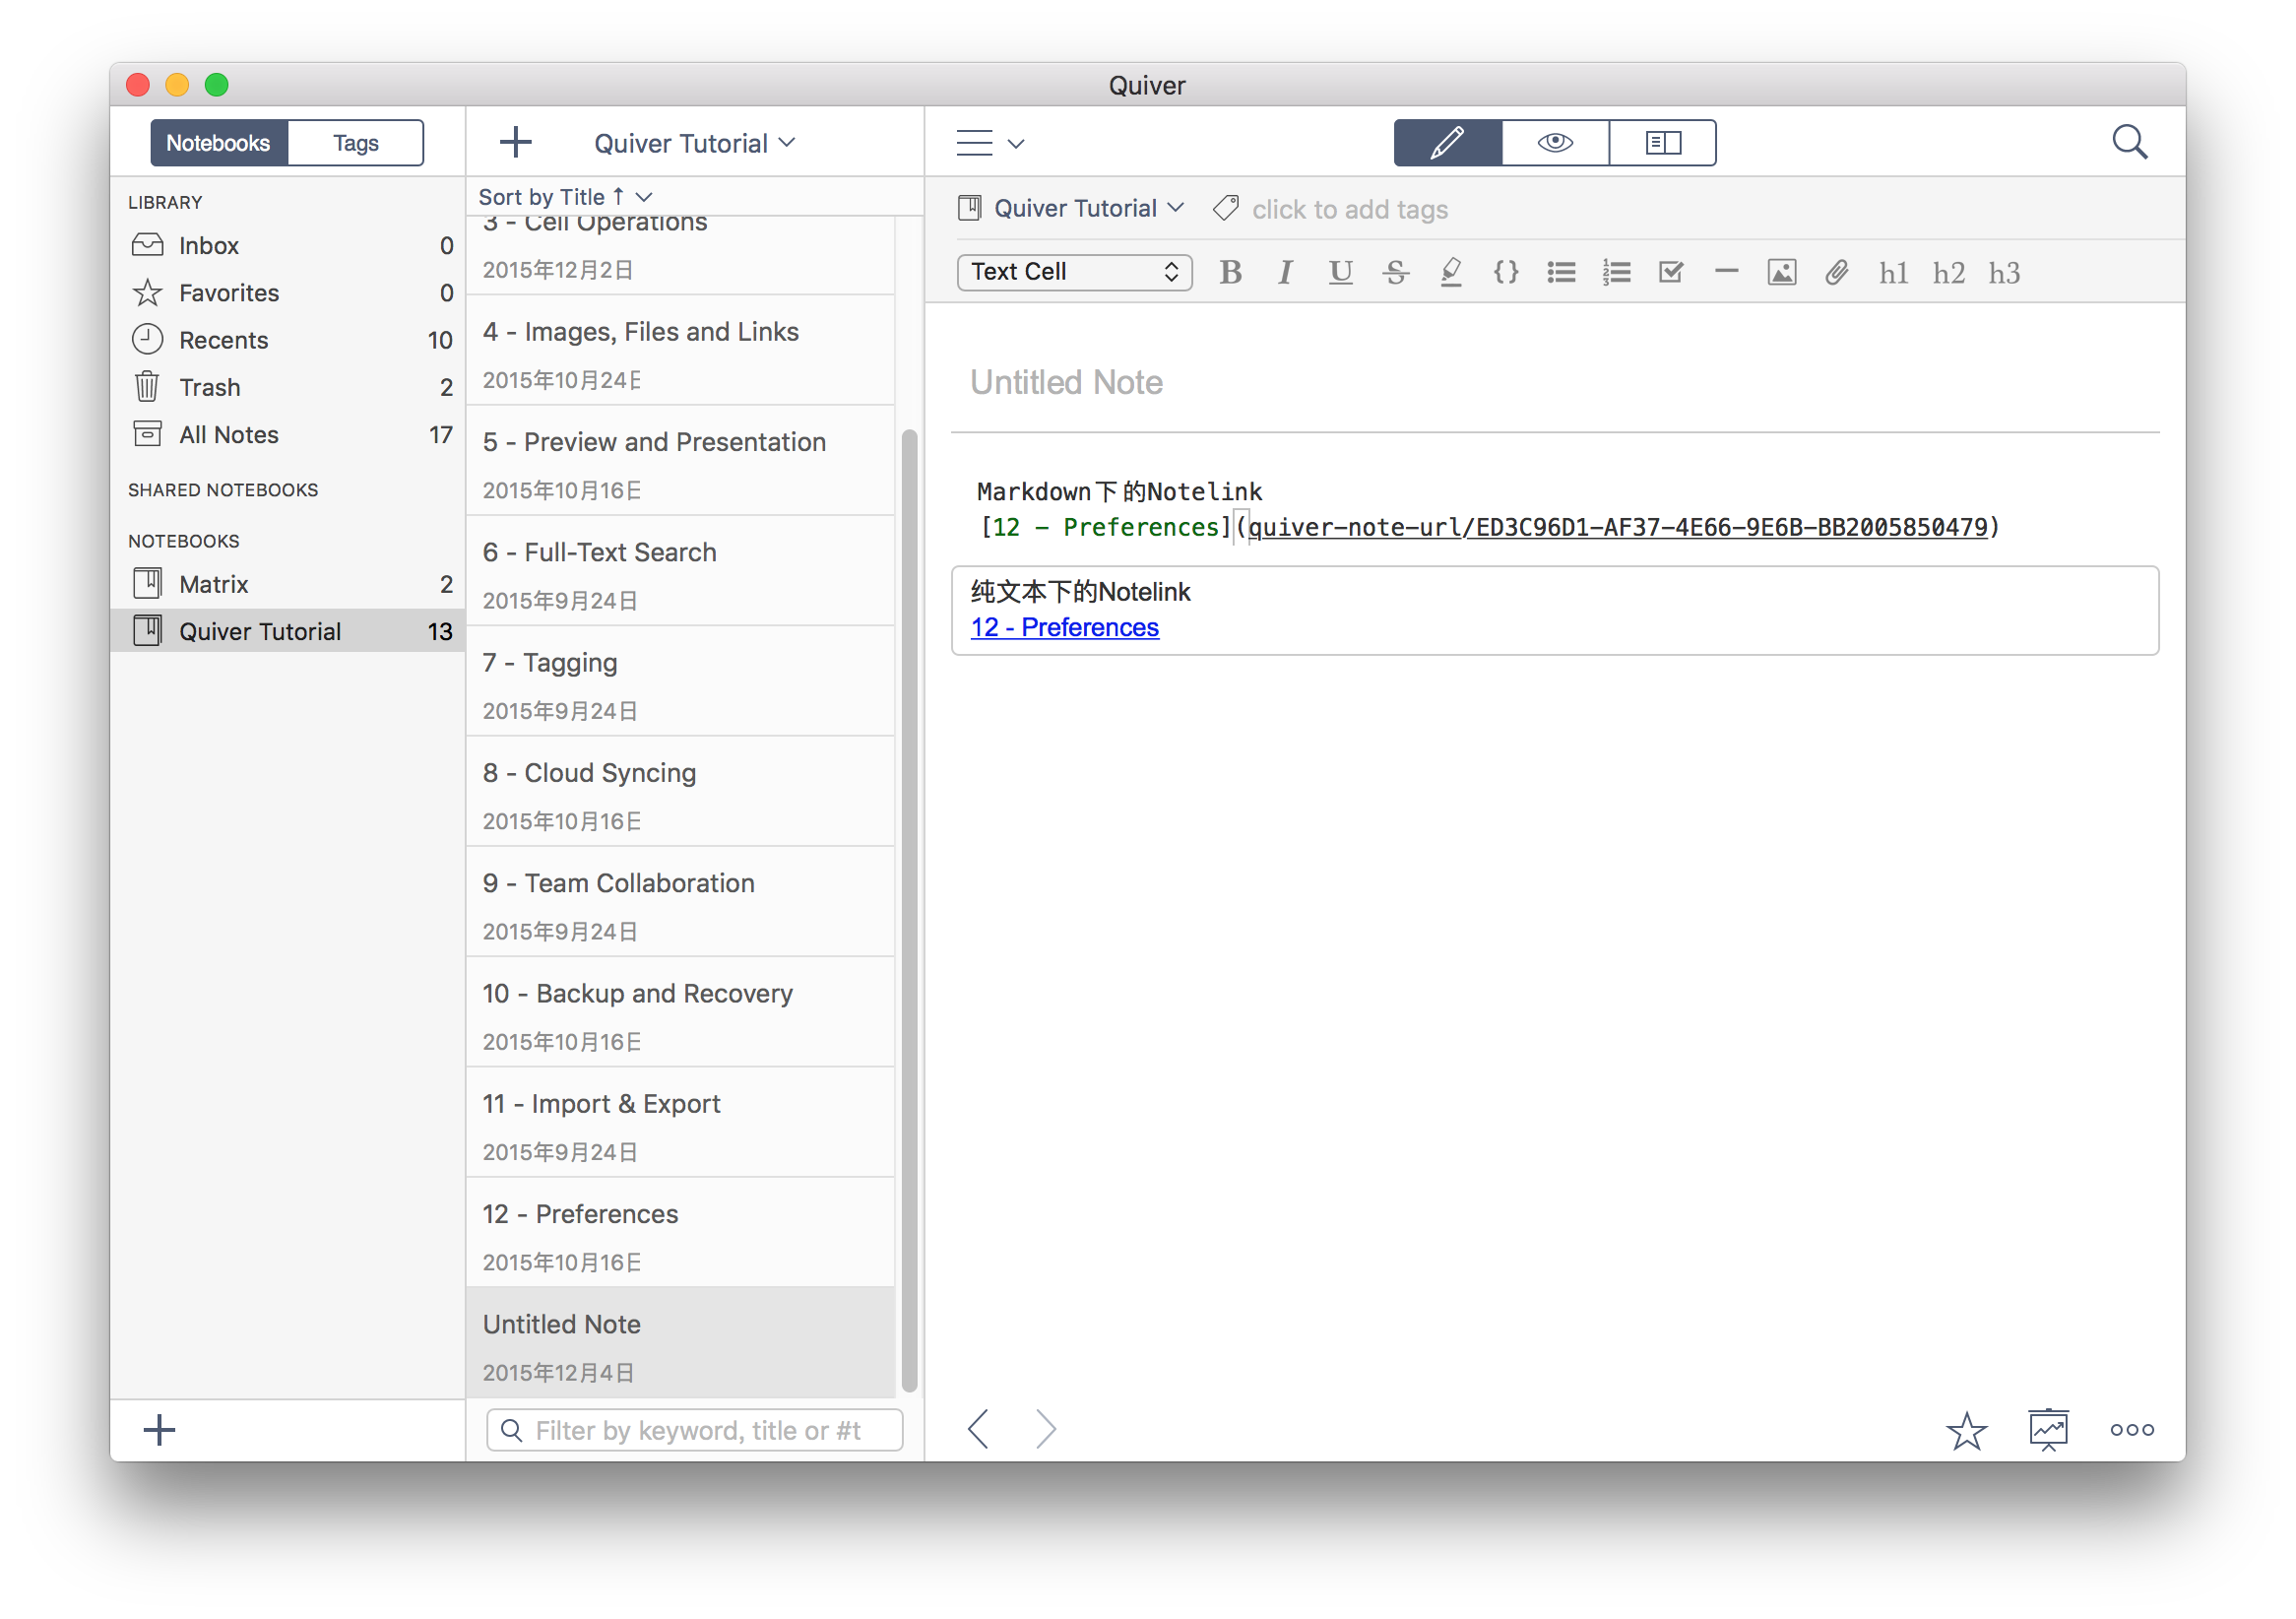 Quiver
Notebooks
Tags
LIBRARY
Inbox 0
Favorites 0
Recents 10
Trash 2
All Notes 17
SHARED NOTEBOOKS
NOTEBOOKS
Matrix 2
Quiver Tutorial 13
Quiver Tutorial
Sort by Title ↑
3 - Cell Operations
2015年12月2日
4 - Images, Files and Links
2015年10月24日
5 - Preview and Presentation
2015年10月16日
6 - Full-Text Search
2015年9月24日
7 - Tagging
2015年9月24日
8 - Cloud Syncing
2015年10月16日
9 - Team Collaboration
2015年9月24日
10 - Backup and Recovery
2015年10月16日
11 - Import & Export
2015年9月24日
12 - Preferences
2015年10月16日
Untitled Note
2015年12月4日
Filter by keyword, title or #t
Quiver Tutorial
click to add tags
Text Cell B I U S {} h1 h2 h3
Untitled Note
Markdown下的Notelink
[12 - Preferences](quiver-note-url/ED3C96D1-AF37-4E66-9E6B-BB2005850479)
纯文本下的Notelink
12 - Preferences